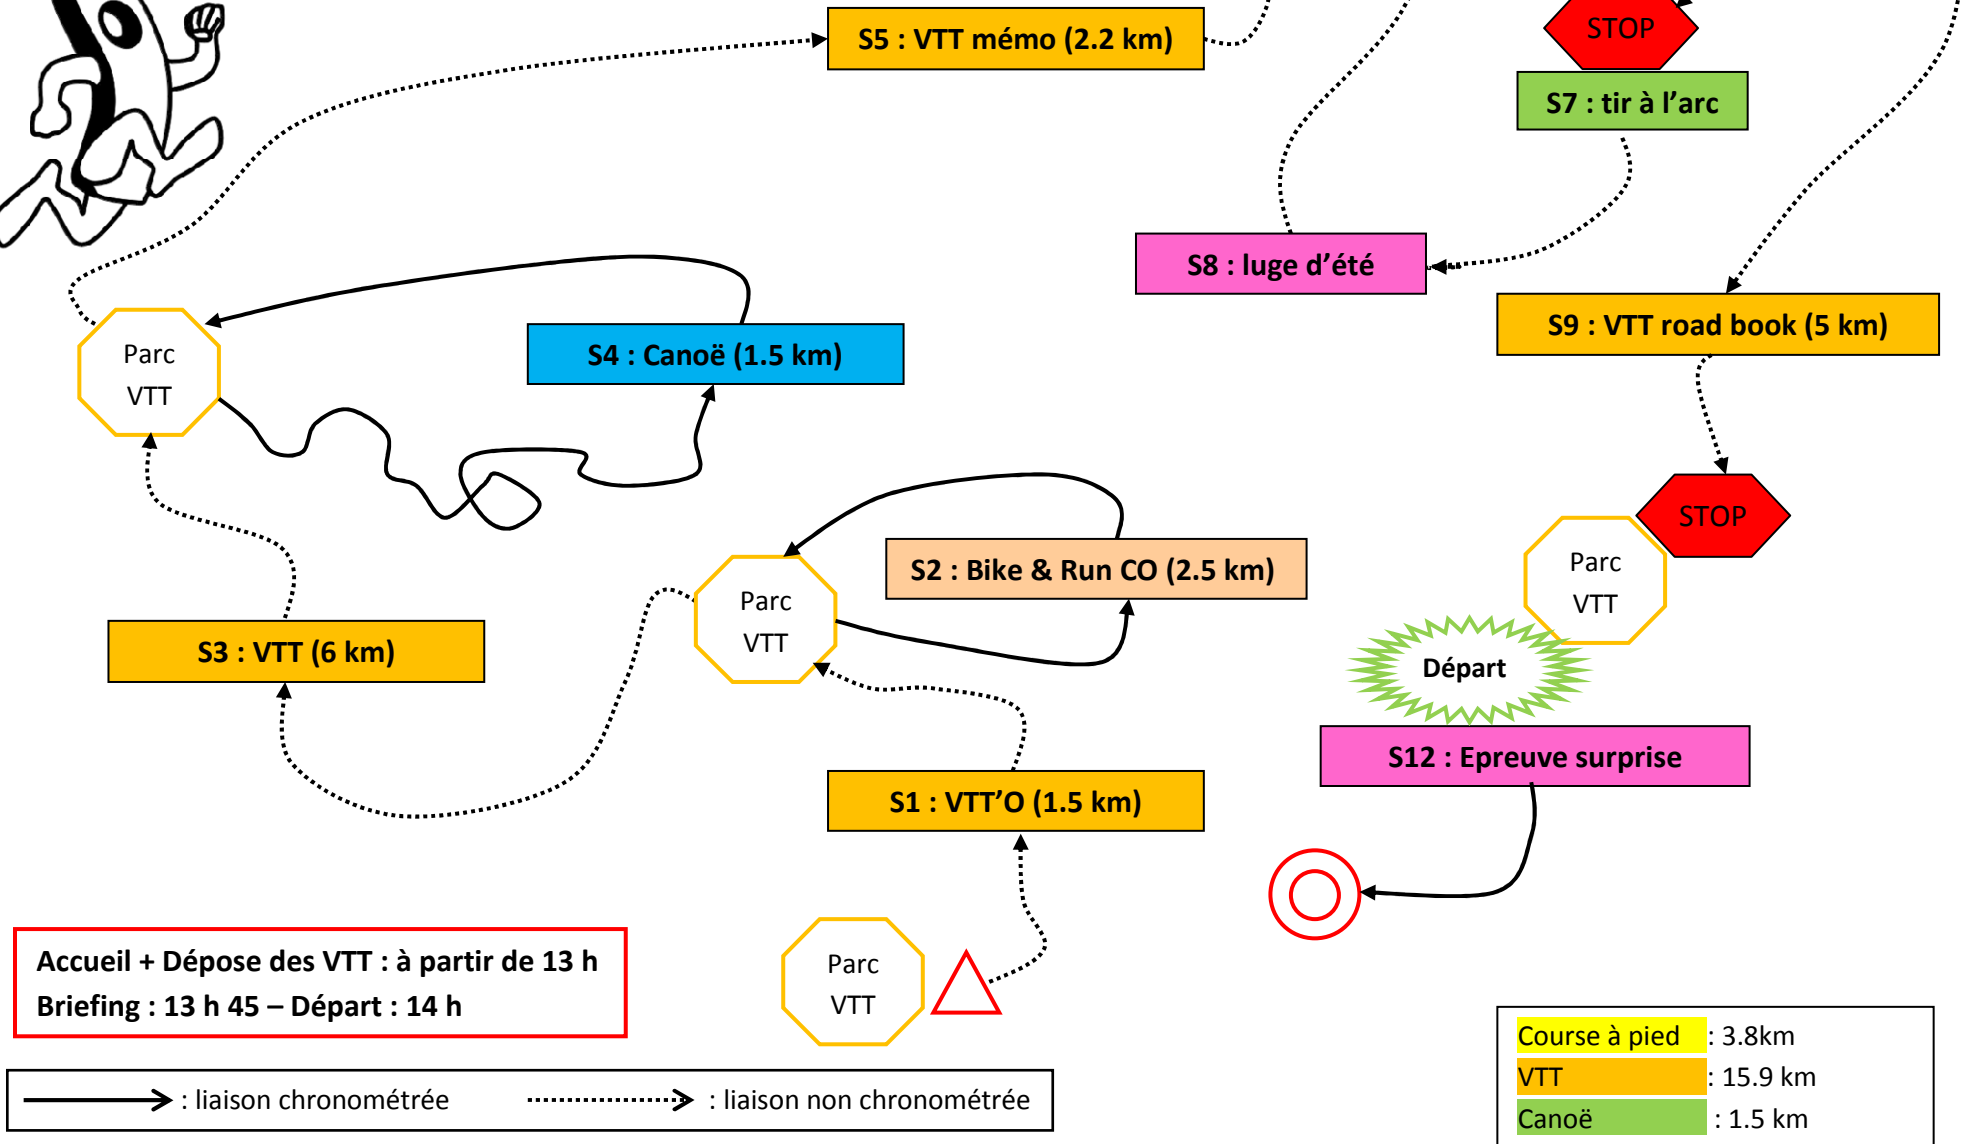 STOP
S5 : VTT mémo (2.2 km)
S7 : tir à l’arc
S8 : luge d’été
S9 : VTT road book (5 km)
Parc
VTT
S4 : Canoë (1.5 km)
STOP
S2 : Bike & Run CO (2.5 km)
Parc
VTT
Parc
VTT
S3 : VTT (6 km)
Départ
S12 : Epreuve surprise
S1 : VTT’O (1.5 km)
Parc
VTT
Accueil + Dépose des VTT : à partir de 13 h
Briefing : 13 h 45 – Départ : 14 h
: liaison chronométrée
: liaison non chronométrée
Course à pied : 3.8km
VTT : 15.9 km
Canoë : 1.5 km